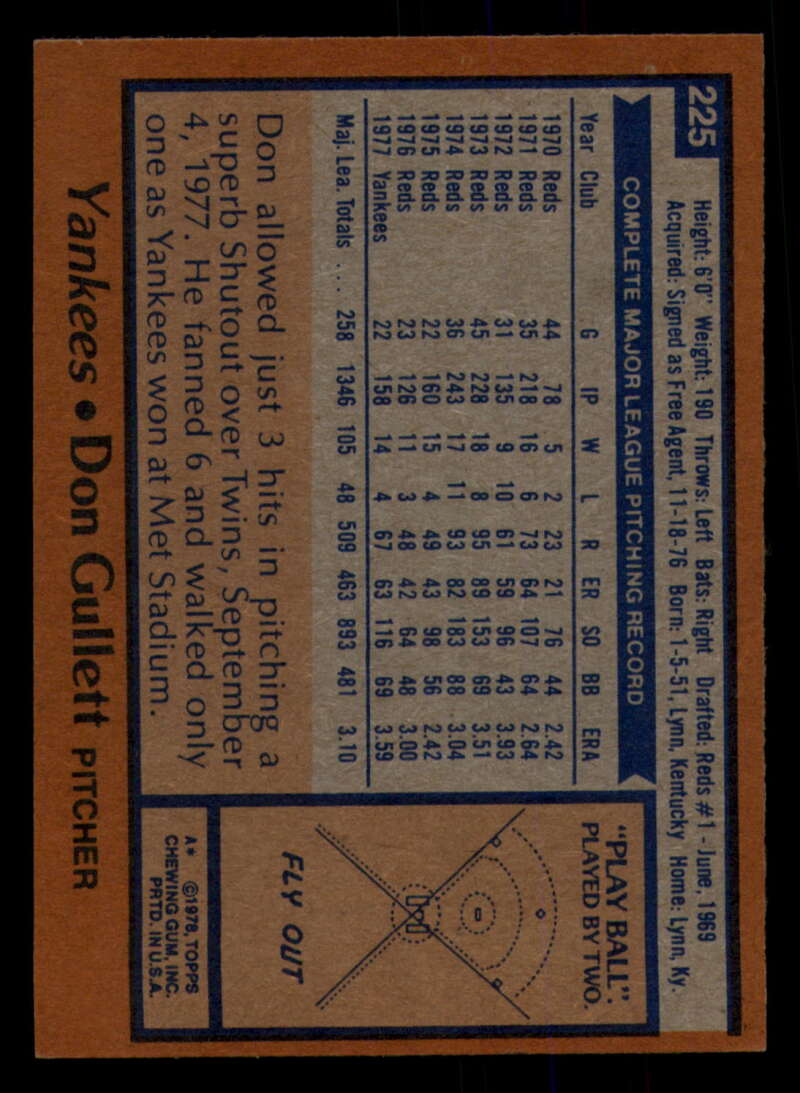 225
Height: 6'0" Weight: 190 Throws: Left Bats: Right Drafted: Reds #1 - June, 1969
Acquired: Signed as Free Agent, 11-18-76 Born: 1-5-51, Lynn, Kentucky Home: Lynn, Ky.
COMPLETE MAJOR LEAGUE PITCHING RECORD
Year Club G IP W L R ER SO BB ERA
1970 Reds 44 78 5 2 23 21 76 44 2.42
1971 Reds 35 218 16 6 73 64 107 64 2.64
1972 Reds 31 135 9 10 61 59 96 43 3.93
1973 Reds 45 228 18 8 95 89 153 69 3.51
1974 Reds 36 243 17 11 93 82 183 88 3.04
1975 Reds 22 160 15 4 49 43 98 56 2.42
1976 Reds 23 126 11 3 48 42 64 48 3.00
1977 Yankees 22 158 14 4 67 63 116 69 3.59
Maj. Lea. Totals .... 258 1346 105 48 509 463 893 481 3.10
Don allowed just 3 hits in pitching a
superb Shutout over Twins, September
4, 1977. He fanned 6 and walked only
one as Yankees won at Met Stadium.
"PLAY BALL":
PLAYED BY TWO.
FLY OUT
A* ©1978, TOPPS
CHEWING GUM, INC.
PRTD. IN U.S.A.
Yankees • Don Gullett PITCHER